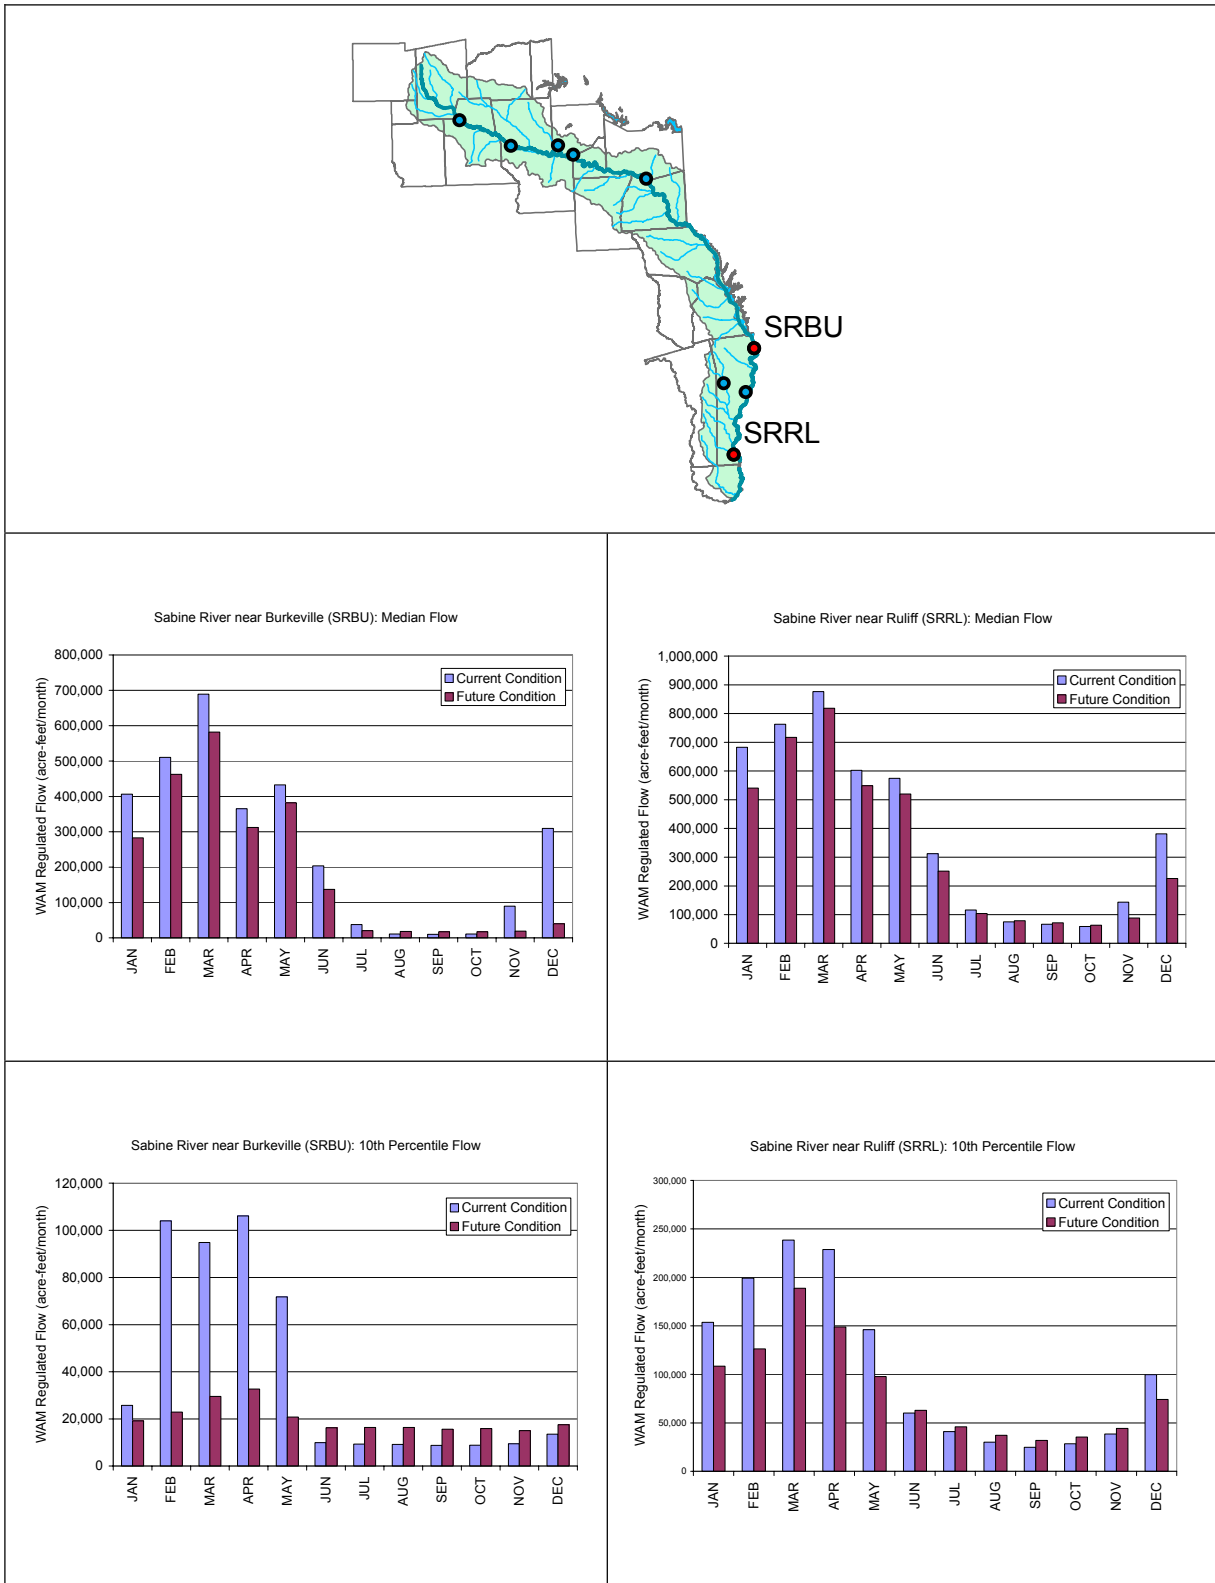 SRBU
SRRL
Sabine River near Burkeville (SRBU): Median Flow
WAM Regulated Flow (acre-feet/month)
800,000
700,000
600,000
500,000
400,000
300,000
200,000
100,000
0
Current Condition
Future Condition
JAN
FEB
MAR
APR
MAY
JUN
JUL
AUG
SEP
OCT
NOV
DEC
Sabine River near Ruliff (SRRL): Median Flow
WAM Regulated Flow (acre-feet/month)
1,000,000
900,000
800,000
700,000
600,000
500,000
400,000
300,000
200,000
100,000
0
Current Condition
Future Condition
JAN
FEB
MAR
APR
MAY
JUN
JUL
AUG
SEP
OCT
NOV
DEC
Sabine River near Burkeville (SRBU): 10th Percentile Flow
WAM Regulated Flow (acre-feet/month)
120,000
100,000
80,000
60,000
40,000
20,000
0
Current Condition
Future Condition
JAN
FEB
MAR
APR
MAY
JUN
JUL
AUG
SEP
OCT
NOV
DEC
Sabine River near Ruliff (SRRL): 10th Percentile Flow
WAM Regulated Flow (acre-feet/month)
300,000
250,000
200,000
150,000
100,000
50,000
0
Current Condition
Future Condition
JAN
FEB
MAR
APR
MAY
JUN
JUL
AUG
SEP
OCT
NOV
DEC